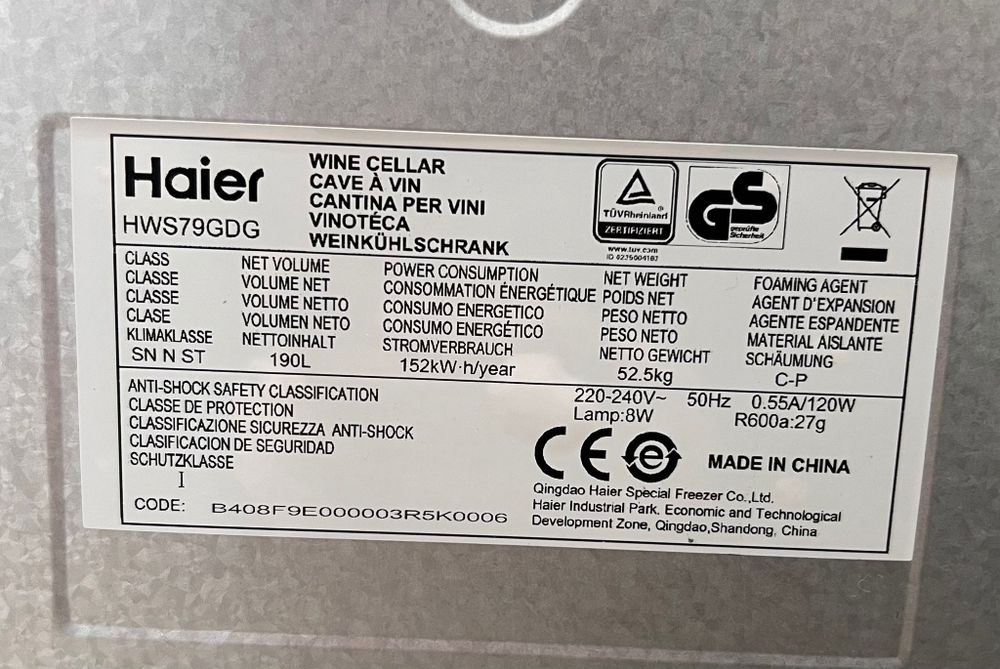 Haier
HWS79GDG
WINE CELLAR
CAVE À VIN
CANTINA PER VINI
VINOTÉCA
WEINKÜHLSCHRANK
TÜVRheinland®
ZERTIFIZIERT
www.tuv.com
GS
geprüfte
Sicherheit
CLASS
CLASSE
CLASSE
CLASE
KLIMAKLASSE
SN N ST
NET VOLUME
VOLUME NET
VOLUME NETTO
VOLUMEN NETO
NETTOINHALT
190L
POWER CONSUMPTION
CONSOMMATION ÉNERGÉTIQUE
CONSUMO ENERGETICO
CONSUMO ENERGÉTICO
STROMVERBRAUCH
152kW·h/year
NET WEIGHT
POIDS NET
PESO NETTO
PESO NETO
NETTO GEWICHT
52.5kg
FOAMING AGENT
AGENT D'EXPANSION
AGENTE ESPANDENTE
MATERIAL AISLANTE
SCHÄUMUNG
C-P
ANTI-SHOCK SAFETY CLASSIFICATION
CLASSE DE PROTECTION
CLASSIFICAZIONE SICUREZZA ANTI-SHOCK
CLASIFICACION DE SEGURIDAD
SCHUTZKLASSE
I
CODE: B408F9E000003R5K0006
220-240V~ 50Hz 0.55A/120W
Lamp:8W R600a:27g
CE e MADE IN CHINA
Qingdao Haier Special Freezer Co.,Ltd.
Haier Industrial Park, Economic and Technological
Development Zone, Qingdao,Shandong, China